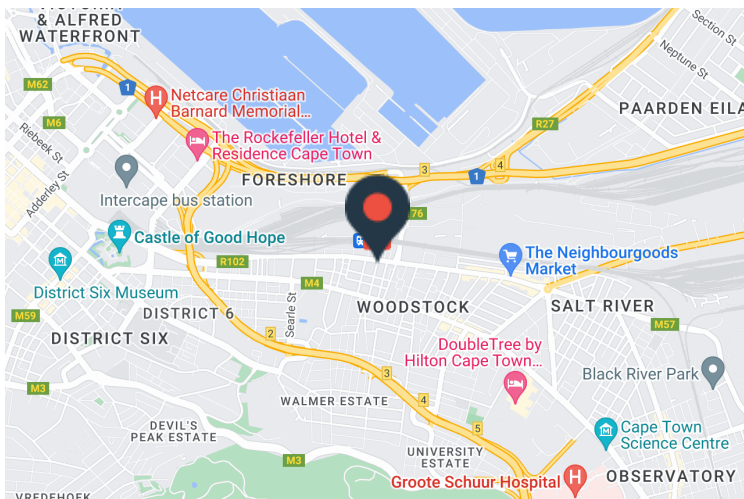 & ALFRED
WATERFRONT
Section St
Neptune St
M62
1
Netcare Christiaan
Barnard Memorial...
PAARDEN EILA
M6
R27
Riebeek St
The Rockefeller Hotel &
Residence Cape Town
3
4
1
FORESHORE
Adderley St
Intercape bus station
76
Castle of Good Hope
The Neighbourgoods
Market
R102
M4
District Six Museum
Searle St
WOODSTOCK
SALT RIVER
M59
DISTRICT 6
M57
DISTRICT SIX
2
DoubleTree by
Hilton Cape Town...
3
Black River Park
M3
4
WALMER ESTATE
DEVIL'S
PEAK ESTATE
5
Cape Town
Science Centre
UNIVERSITY
ESTATE
M3
Groote Schuur Hospital
OBSERVATORY
VREDEHOEK